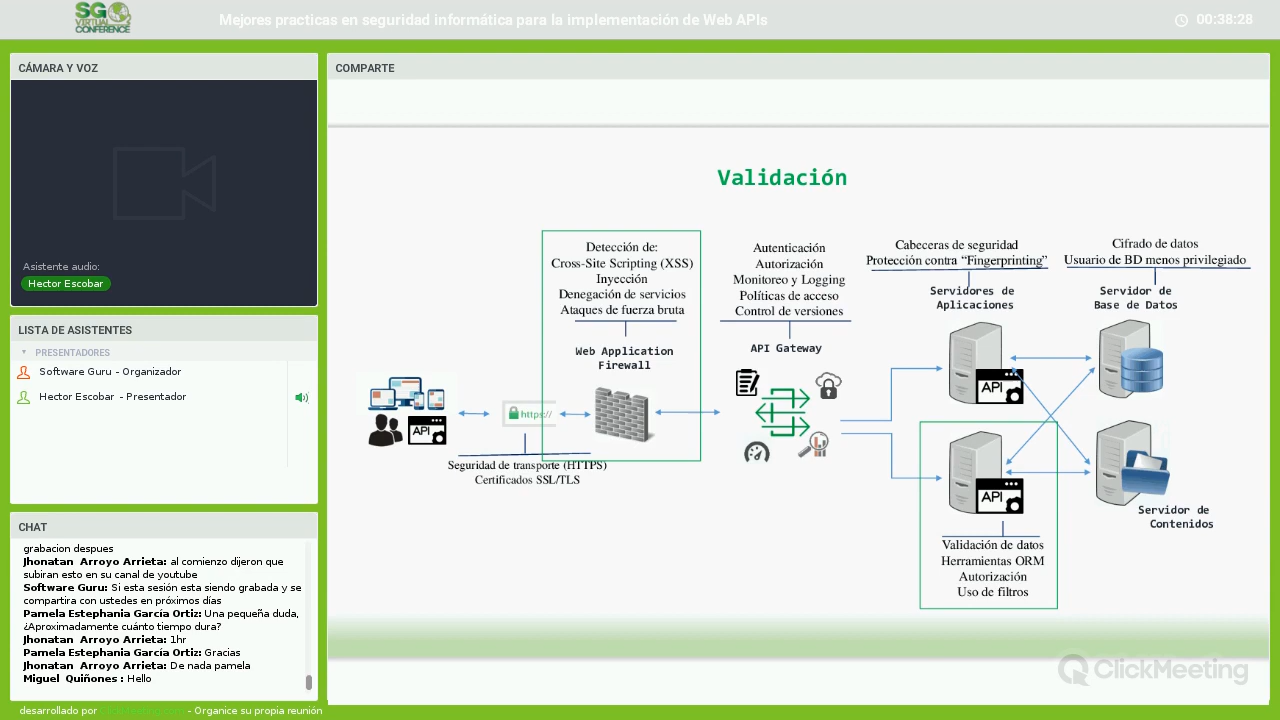 SG
VIRTUAL
CONFERENCE
Mejores practicas en seguridad informática para la implementación de Web APIs
00:38:28
CÁMARA Y VOZ
Asistente audio:
Hector Escobar
LISTA DE ASISTENTES
PRESENTADORES
Software Guru - Organizador
Hector Escobar - Presentador
CHAT
grabacion despues
Jhonatan Arroyo Arrieta: al comienzo dijeron que
subiran esto en su canal de youtube
Software Guru: Si esta sesión esta siendo grabada y se
compartira con ustedes en próximos días
Pamela Estephania García Ortiz: Una pequeña duda,
¿Aproximadamente cuánto tiempo dura?
Jhonatan Arroyo Arrieta: 1hr
Pamela Estephania García Ortiz: Gracias
Jhonatan Arroyo Arrieta: De nada pamela
Miguel Quiñones : Hello
desarrollado por
- Organice su propia reunión
COMPARTE
Validación
Detección de:
Cross-Site Scripting (XSS)
Inyección
Denegación de servicios
Ataques de fuerza bruta
Web Application
Firewall
Autenticación
Autorización
Monitoreo y Logging
Políticas de acceso
Control de versiones
API Gateway
Cabeceras de seguridad
Protección contra “Fingerprinting”
Servidores de
Aplicaciones
Cifrado de datos
Usuario de BD menos privilegiado
Servidor de
Base de Datos
API
https://
API
Seguridad de transporte (HTTPS)
Certificados SSL/TLS
API
Servidor de
Contenidos
Validación de datos
Herramientas ORM
Autorización
Uso de filtros
ClickMeeting